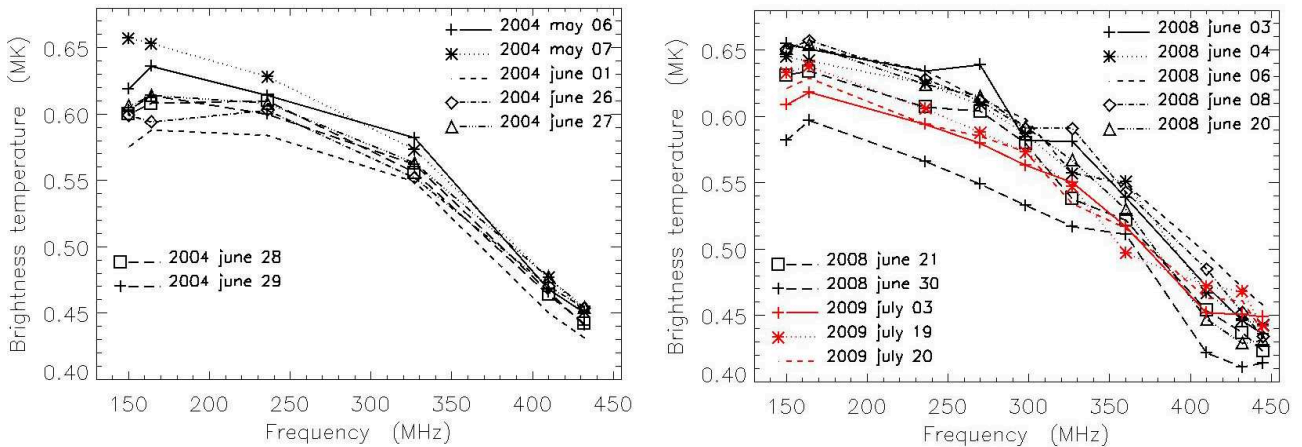 2004 may 06
2004 may 07
2004 june 01
2004 june 26
2004 june 27
2004 june 28
2004 june 29
0.65
0.60
0.55
0.50
0.45
0.40
Brightness temperature (MK)
150 200 250 300 350 400 450
Frequency (MHz)
2008 june 03
2008 june 04
2008 june 06
2008 june 08
2008 june 20
2008 june 21
2008 june 30
2009 july 03
2009 july 19
2009 july 20
0.65
0.60
0.55
0.50
0.45
0.40
Brightness temperature (MK)
150 200 250 300 350 400 450
Frequency (MHz)